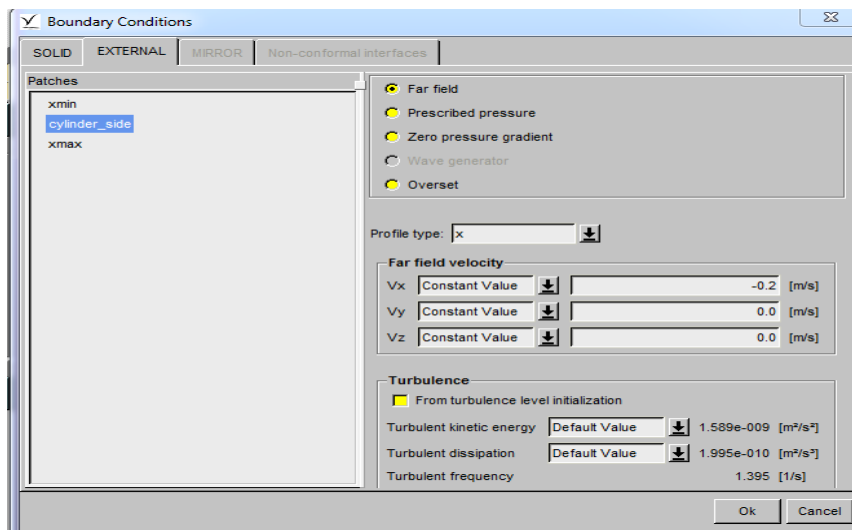 Boundary Conditions
SOLID EXTERNAL MIRROR Non-conformal interfaces
Patches
xmin
cylinder_side
xmax
Far field
Prescribed pressure
Zero pressure gradient
Wave generator
Overset
Profile type: x
Far field velocity
Vx Constant Value -0.2 [m/s]
Vy Constant Value 0.0 [m/s]
Vz Constant Value 0.0 [m/s]
Turbulence
From turbulence level initialization
Turbulent kinetic energy Default Value 1.589e-009 [m²/s²]
Turbulent dissipation Default Value 1.995e-010 [m²/s³]
Turbulent frequency 1.395 [1/s]
Ok Cancel